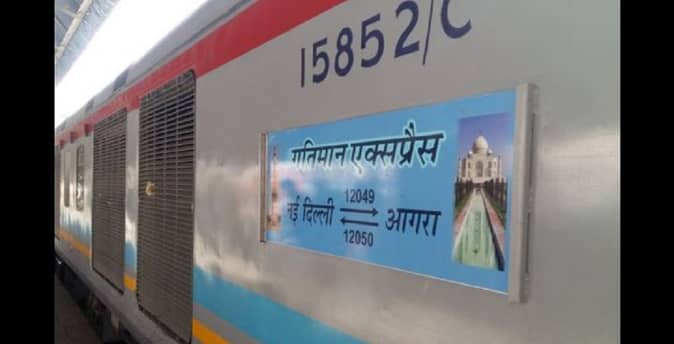 15852/C
गतिमान एक्सप्रैस
12049
नई दिल्ली ⇌ आगरा
12050